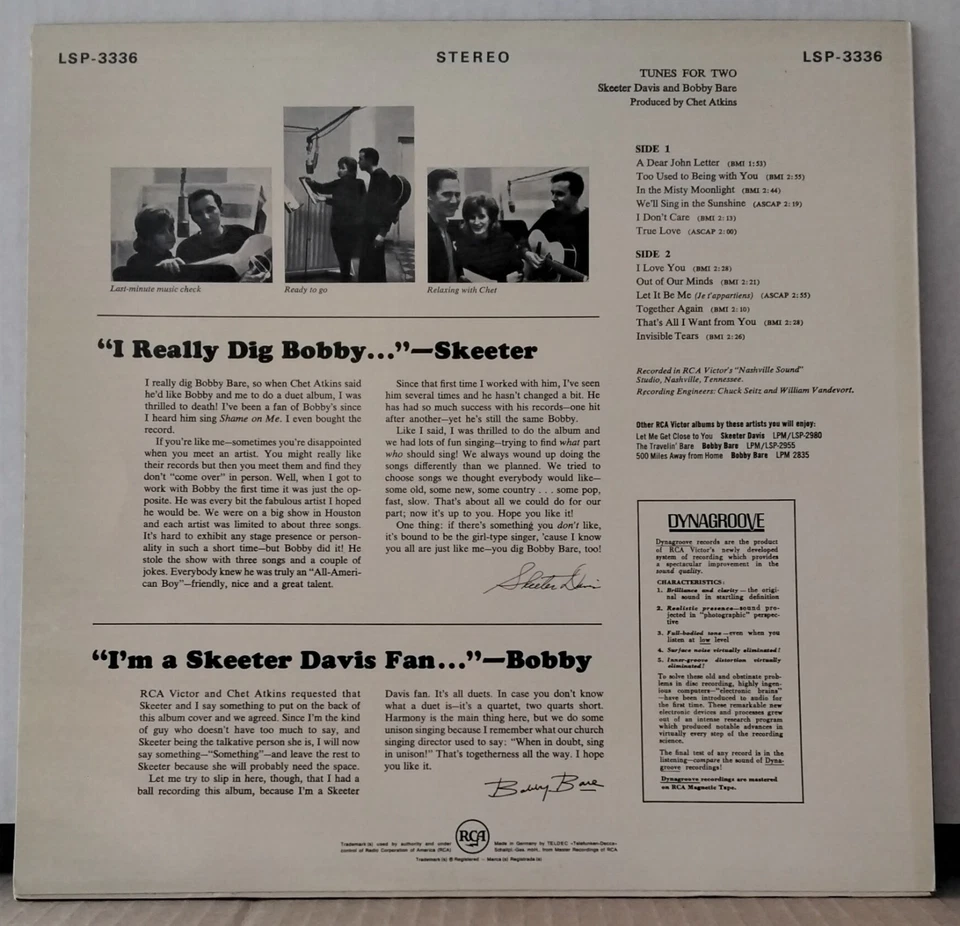 LSP-3336
STEREO
LSP-3336
TUNES FOR TWO
Skeeter Davis and Bobby Bare
Produced by Chet Atkins
SIDE 1
A Dear John Letter (BMI 1:53)
Too Used to Being with You (BMI 2:55)
In the Misty Moonlight (BMI 2:44)
We'll Sing in the Sunshine (ASCAP 2:19)
I Don't Care (BMI 2:13)
True Love (ASCAP 2:00)
SIDE 2
I Love You (BMI 2:28)
Out of Our Minds (BMI 2:21)
Let It Be Me (Je t'appartiens) (ASCAP 2:55)
Together Again (BMI 2:10)
That's All I Want from You (BMI 2:28)
Invisible Tears (BMI 2:26)
Recorded in RCA Victor's "Nashville Sound"
Studio, Nashville, Tennessee.
Recording Engineers: Chuck Seitz and William Vandevort.
Other RCA Victor albums by these artists you will enjoy:
Let Me Get Close to You Skeeter Davis LPM/LSP-2980
The Travelin' Bare Bobby Bare LPM/LSP-2955
500 Miles Away from Home Bobby Bare LPM 2835
Last-minute music check
Ready to go
Relaxing with Chet
"I Really Dig Bobby..."—Skeeter
I really dig Bobby Bare, so when Chet Atkins said
he'd like Bobby and me to do a duet album, I was
thrilled to death! I've been a fan of Bobby's since
I heard him sing Shame on Me. I even bought the
record.
If you're like me—sometimes you're disappointed
when you meet an artist. You might really like
their records but then you meet them and find they
don't "come over" in person. Well, when I got to
work with Bobby the first time it was just the op-
posite. He was every bit the fabulous artist I hoped
he would be. We were on a big show in Houston
and each artist was limited to about three songs.
It's hard to exhibit any stage presence or person-
ality in such a short time—but Bobby did it! He
stole the show with three songs and a couple of
jokes. Everybody knew he was truly an "All-Ameri-
can Boy"—friendly, nice and a great talent.
Since that first time I worked with him, I've seen
him several times and he hasn't changed a bit. He
has had so much success with his records—one hit
after another—yet he's still the same Bobby.
Like I said, I was thrilled to do the album and
we had lots of fun singing—trying to find what part
who should sing! We always wound up doing the
songs differently than we planned. We tried to
choose songs we thought everybody would like—
some old, some new, some country . . . some pop,
fast, slow. That's about all we could do for our
part; now it's up to you. Hope you like it!
One thing: if there's something you don't like,
it's bound to be the girl-type singer, 'cause I know
you all are just like me—you dig Bobby Bare, too!
Skeeter Davis
"I'm a Skeeter Davis Fan..."—Bobby
RCA Victor and Chet Atkins requested that
Skeeter and I say something to put on the back of
this album cover and we agreed. Since I'm the kind
of guy who doesn't have too much to say, and
Skeeter being the talkative person she is, I will now
say something—"Something"—and leave the rest to
Skeeter because she will probably need the space.
Let me try to slip in here, though, that I had a
ball recording this album, because I'm a Skeeter
Davis fan. It's all duets. In case you don't know
what a duet is—it's a quartet, two quarts short.
Harmony is the main thing here, but we do some
unison singing because I remember what our church
singing director used to say: "When in doubt, sing
in unison!" That's togetherness all the way. I hope
you like it.
Bobby Bare
DYNAGROOVE
Dynagroove records are the product
of RCA Victor's newly developed
system of recording which provides
a spectacular improvement in the
sound quality.
CHARACTERISTICS:
1. Brilliance and clarity—the origi-
nal sound in startling definition
2. Realistic presence—sound pro-
jected in "photographic" perspec-
tive
3. Full-bodied tone—even when you
listen at low level
4. Surface noise virtually eliminated!
5. Inner-groove distortion virtually
eliminated!
To solve these old and obstinate prob-
lems in disc recording, highly ingen-
ious computers—"electronic brains"
—have been introduced to audio for
the first time. These remarkable new
electronic devices and processes grew
out of an intense research program
which produced notable advances in
virtually every step of the recording
science.
The final test of any record is in the
listening—compare the sound of Dyna-
groove recordings!
Dynagroove recordings are mastered
on RCA Magnetic Tape.
Trademark(s) used by authority and under
control of Radio Corporation of America (RCA)
RCA
Made in Germany by TELDEC »Telefunken-Decca«
Schallpl.-Ges. mbH. from Master Recordings of RCA
Trademark(s) ® Registered — Marca(s) Registrada(s)